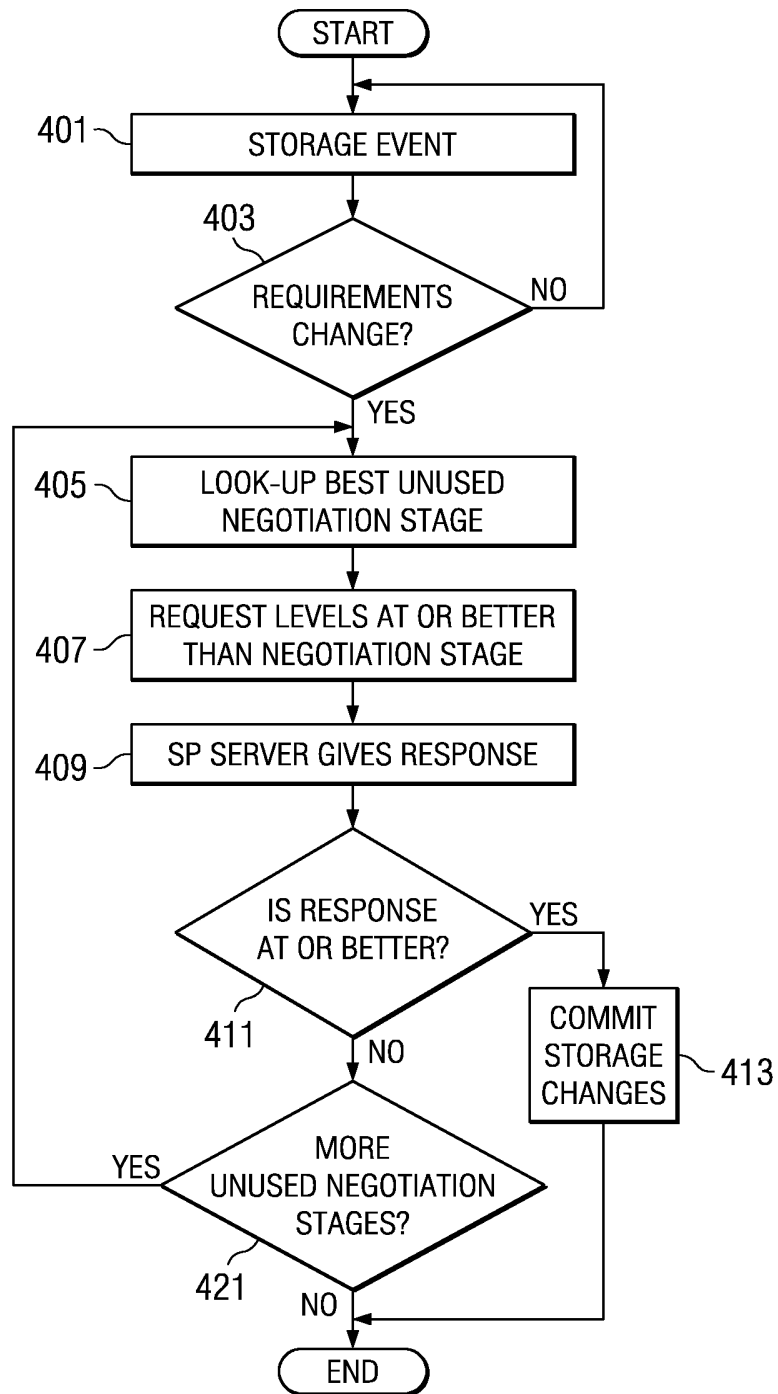 START
401
STORAGE EVENT
403
REQUIREMENTS
CHANGE?
NO
YES
405
LOOK-UP BEST UNUSED
NEGOTIATION STAGE
407
REQUEST LEVELS AT OR BETTER
THAN NEGOTIATION STAGE
409
SP SERVER GIVES RESPONSE
IS RESPONSE
AT OR BETTER?
YES
411
NO
COMMIT
STORAGE
CHANGES
413
MORE
UNUSED NEGOTIATION
STAGES?
YES
421
NO
END